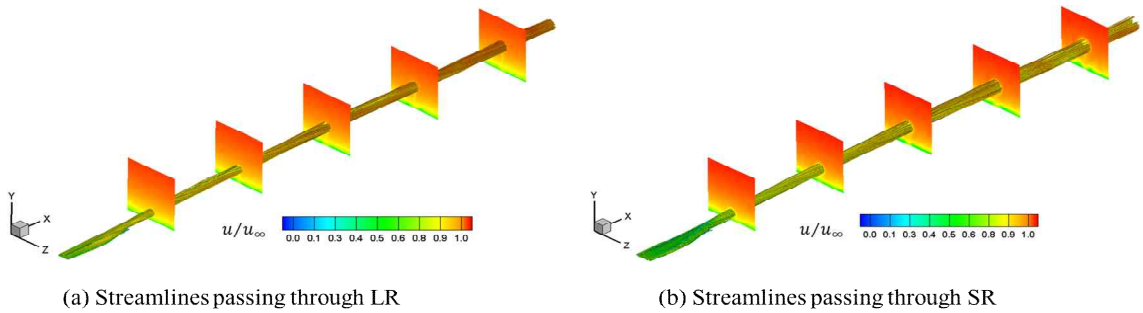 Y
X
Z
u/u∞
0.0 0.1 0.3 0.4 0.5 0.6 0.8 0.9 1.0
(a) Streamlines passing through LR
Y
X
Z
u/u∞
0.0 0.1 0.3 0.4 0.5 0.6 0.8 0.9 1.0
(b) Streamlines passing through SR